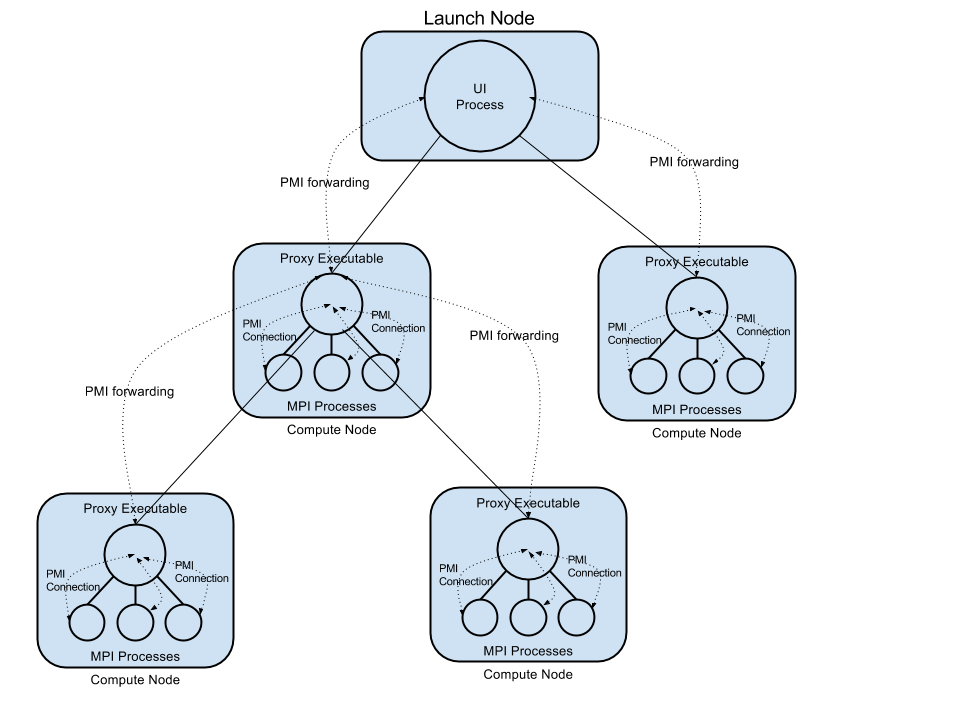 Launch Node
UI
Process
PMI forwarding
PMI forwarding
Proxy Executable
PMI
Connection
PMI
Connection
MPI Processes
Compute Node
Proxy Executable
PMI
Connection
PMI
Connection
MPI Processes
Compute Node
PMI forwarding
PMI forwarding
Proxy Executable
PMI
Connection
PMI
Connection
MPI Processes
Compute Node
Proxy Executable
PMI
Connection
PMI
Connection
MPI Processes
Compute Node